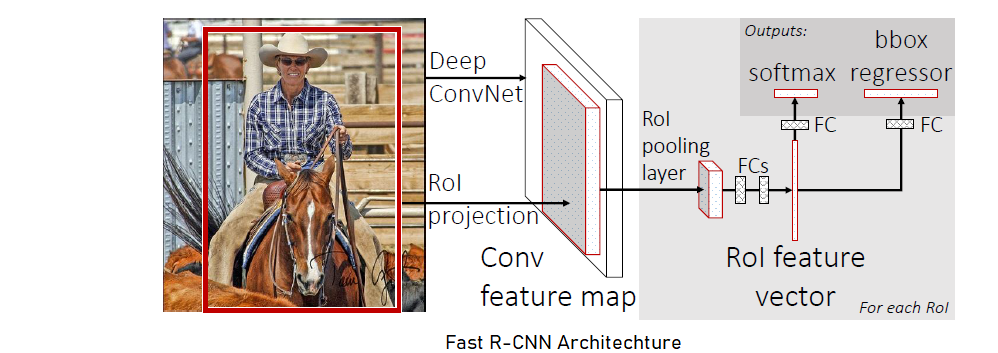 Deep
ConvNet
RoI
projection
Conv
feature map
RoI
pooling
layer
FCs
Outputs:
softmax
bbox
regressor
FC
FC
RoI feature
vector
For each RoI
Fast R-CNN Architechture